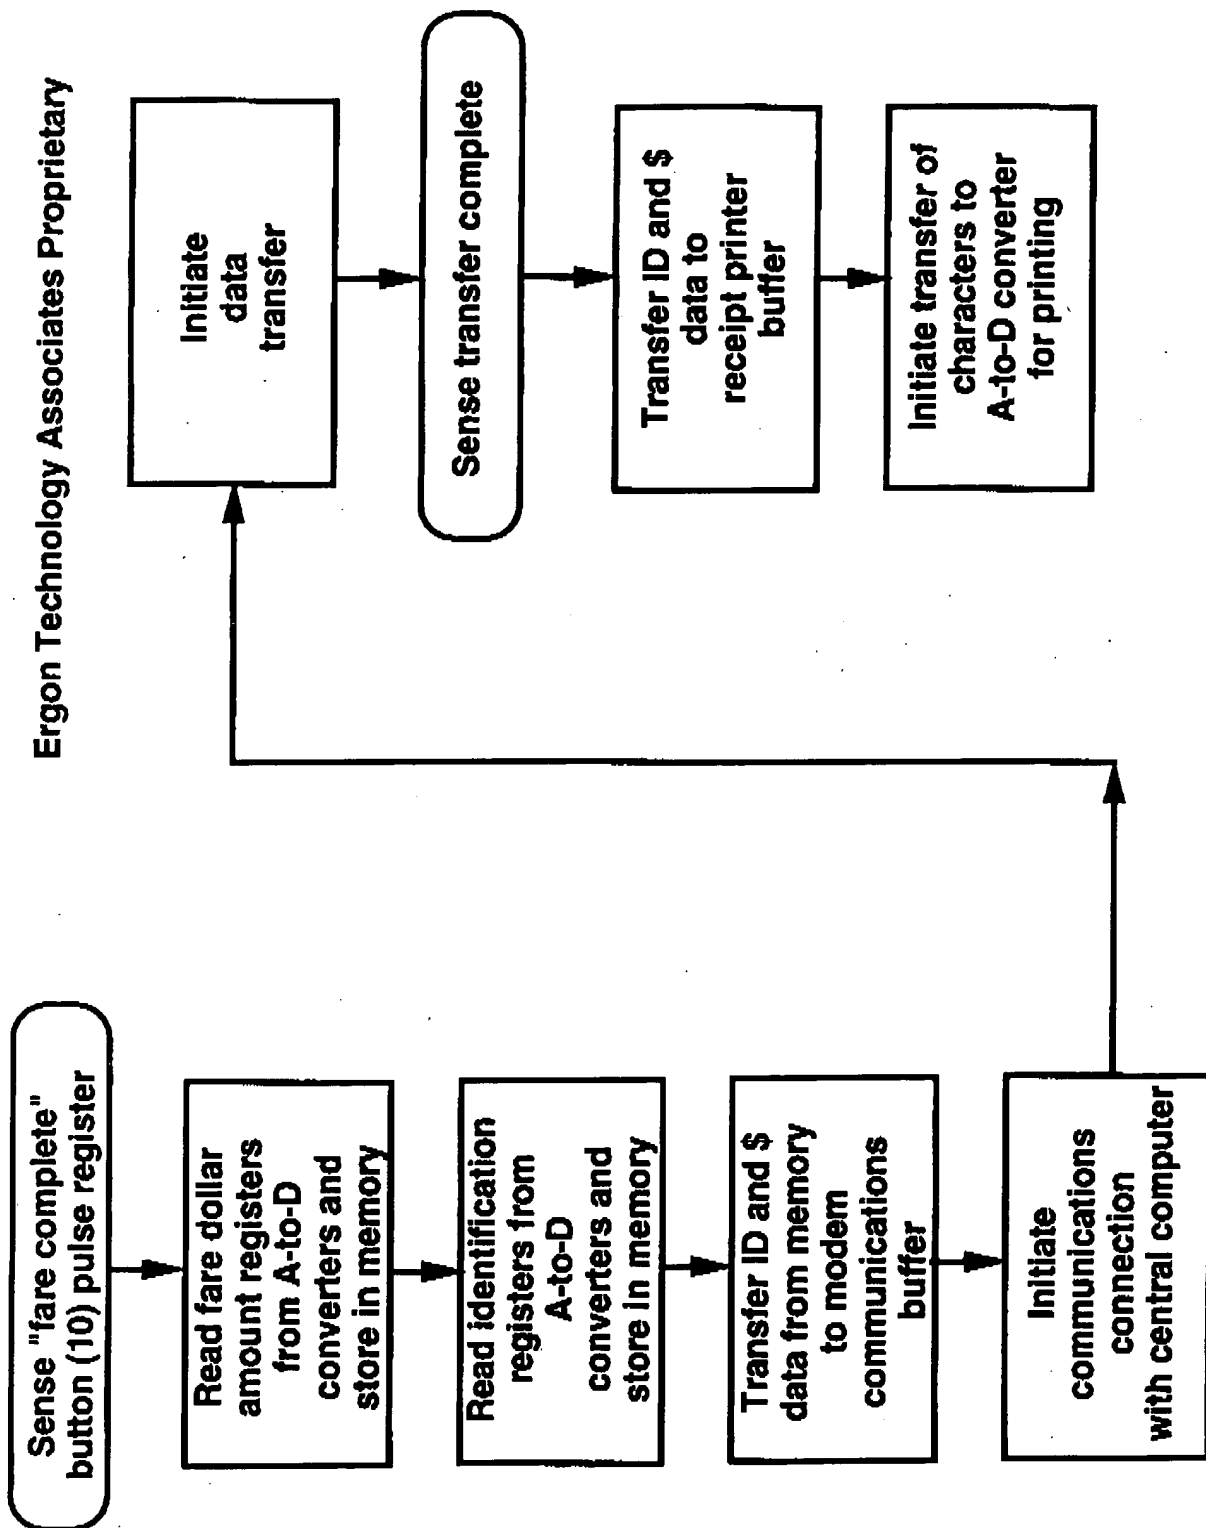 Ergon Technology Associates Proprietary
Sense "fare complete"
button (10) pulse register
Read fare dollar
amount registers
from A-to-D
converters and
store in memory
Read identification
registers from
A-to-D
converters and
store in memory
Transfer ID and $
data from memory
to modem
communications
buffer
Initiate
communications
connection
with central computer
Initiate
data
transfer
Sense transfer complete
Transfer ID and $
data to
receipt printer
buffer
Initiate transfer of
characters to
A-to-D converter
for printing